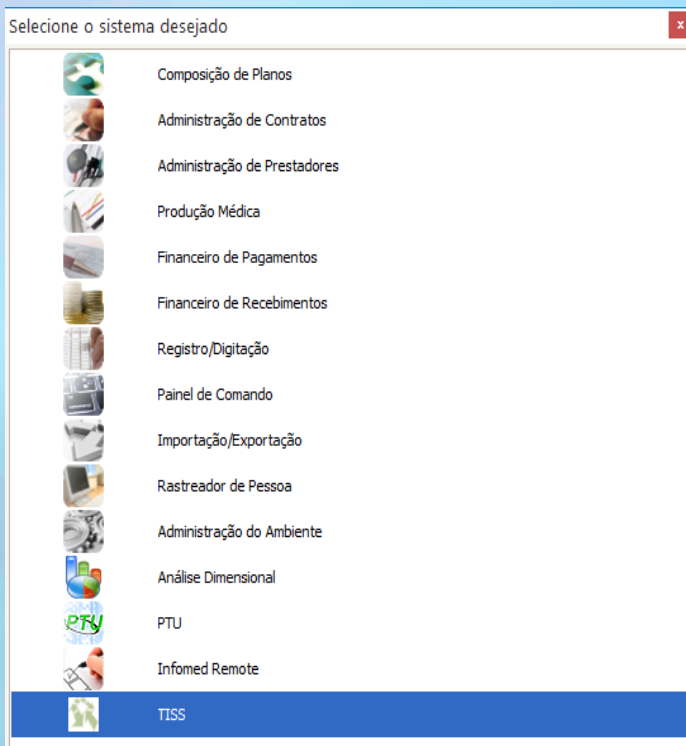 Selecione o sistema desejado
x
Composição de Planos
Administração de Contratos
Administração de Prestadores
Produção Médica
Financeiro de Pagamentos
Financeiro de Recebimentos
Registro/Digitação
Painel de Comando
Importação/Exportação
Rastreador de Pessoa
Administração do Ambiente
Análise Dimensional
PTU
PTU
Infomed Remote
TISS